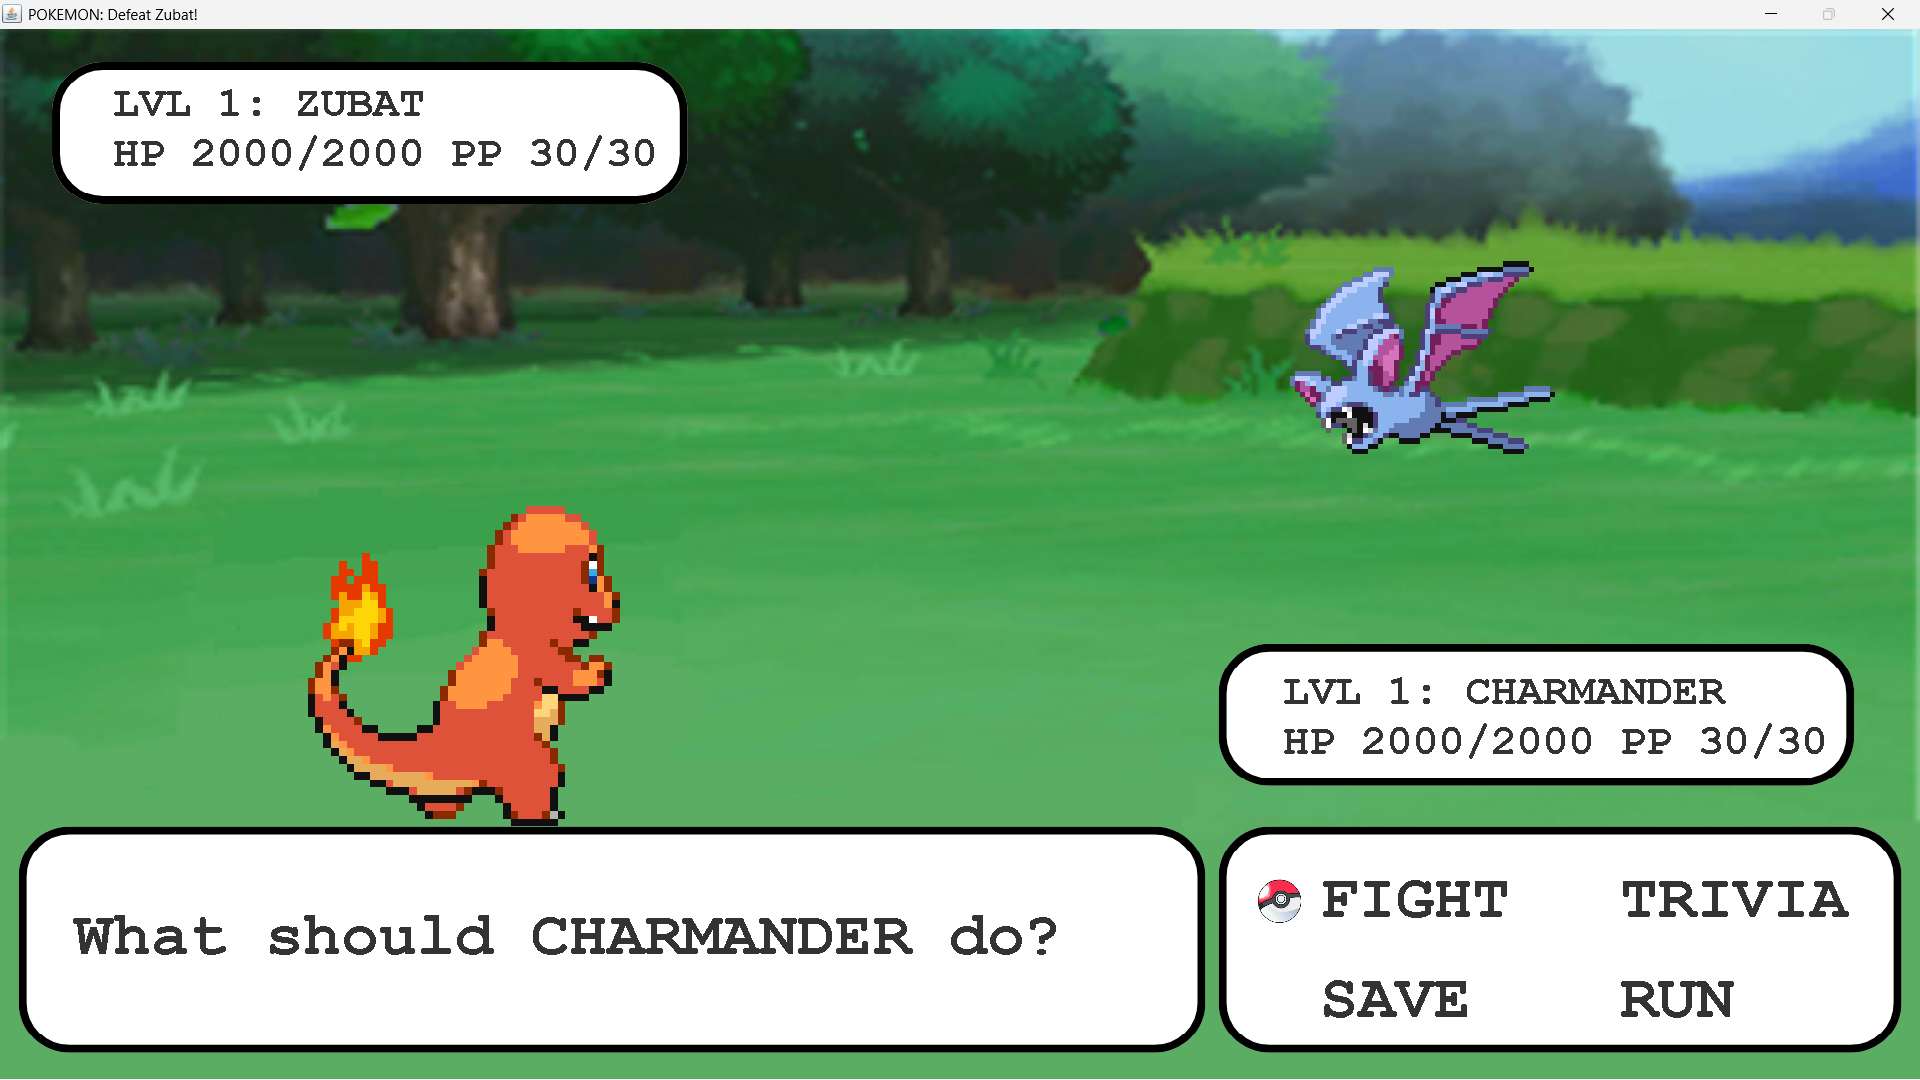 POKEMON: Defeat Zubat!
LVL 1: ZUBAT
HP 2000/2000 PP 30/30
LVL 1: CHARMANDER
HP 2000/2000 PP 30/30
What should CHARMANDER do?
FIGHT TRIVIA
SAVE RUN